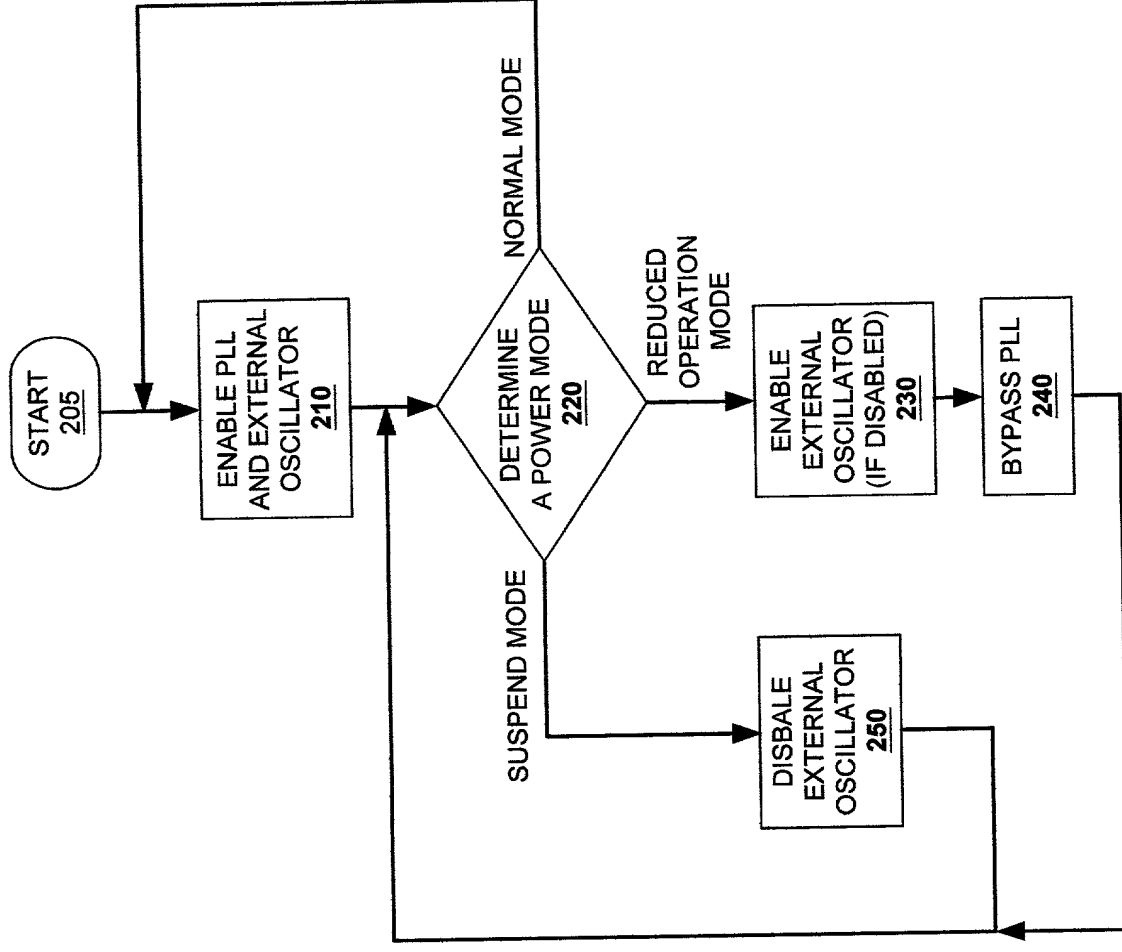 START
205
ENABLE PLL
AND EXTERNAL
OSCILLATOR
210
DETERMINE
A POWER MODE
220
NORMAL MODE
SUSPEND MODE
REDUCED
OPERATION
MODE
ENABLE
EXTERNAL
OSCILLATOR
(IF DISABLED)
230
BYPASS PLL
240
DISBALE
EXTERNAL
OSCILLATOR
250